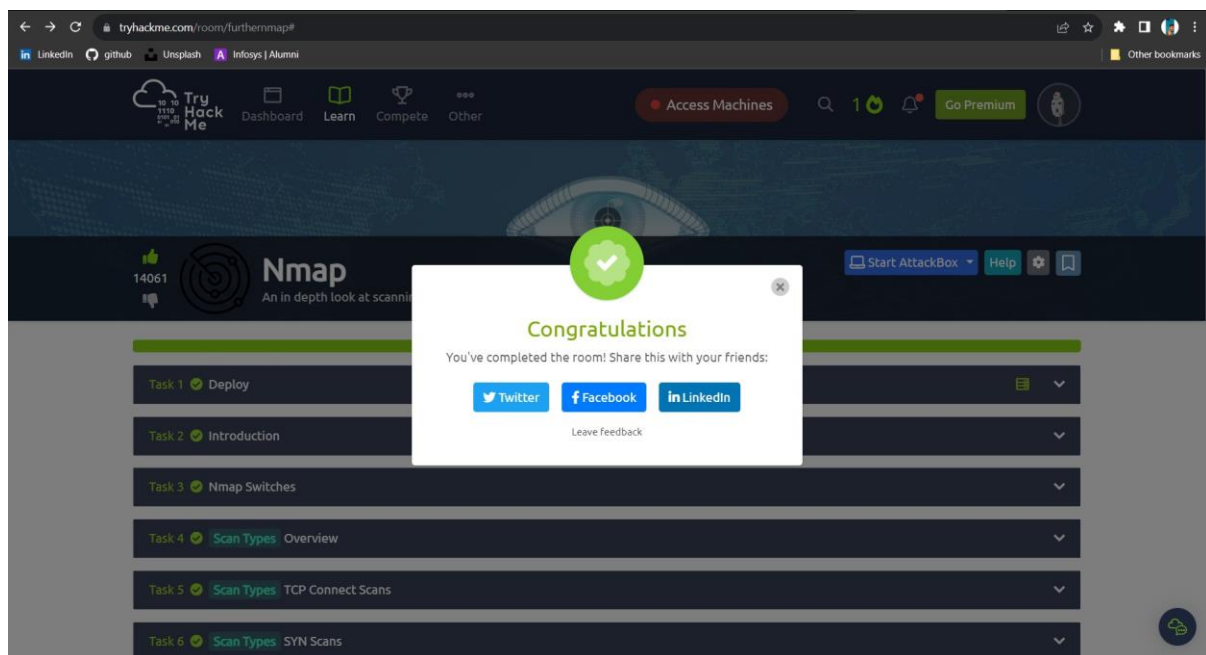 tryhackme.com/room/furthernmap#
LinkedIn github Unsplash Infosys | Alumni Other bookmarks
Try Hack Me
Dashboard Learn Compete Other
Access Machines
1
Go Premium
14061
Nmap
An in depth look at scannin
Start AttackBox Help
Congratulations
You've completed the room! Share this with your friends:
Twitter Facebook LinkedIn
Leave feedback
Task 1 Deploy
Task 2 Introduction
Task 3 Nmap Switches
Task 4 Scan Types Overview
Task 5 Scan Types TCP Connect Scans
Task 6 Scan Types SYN Scans